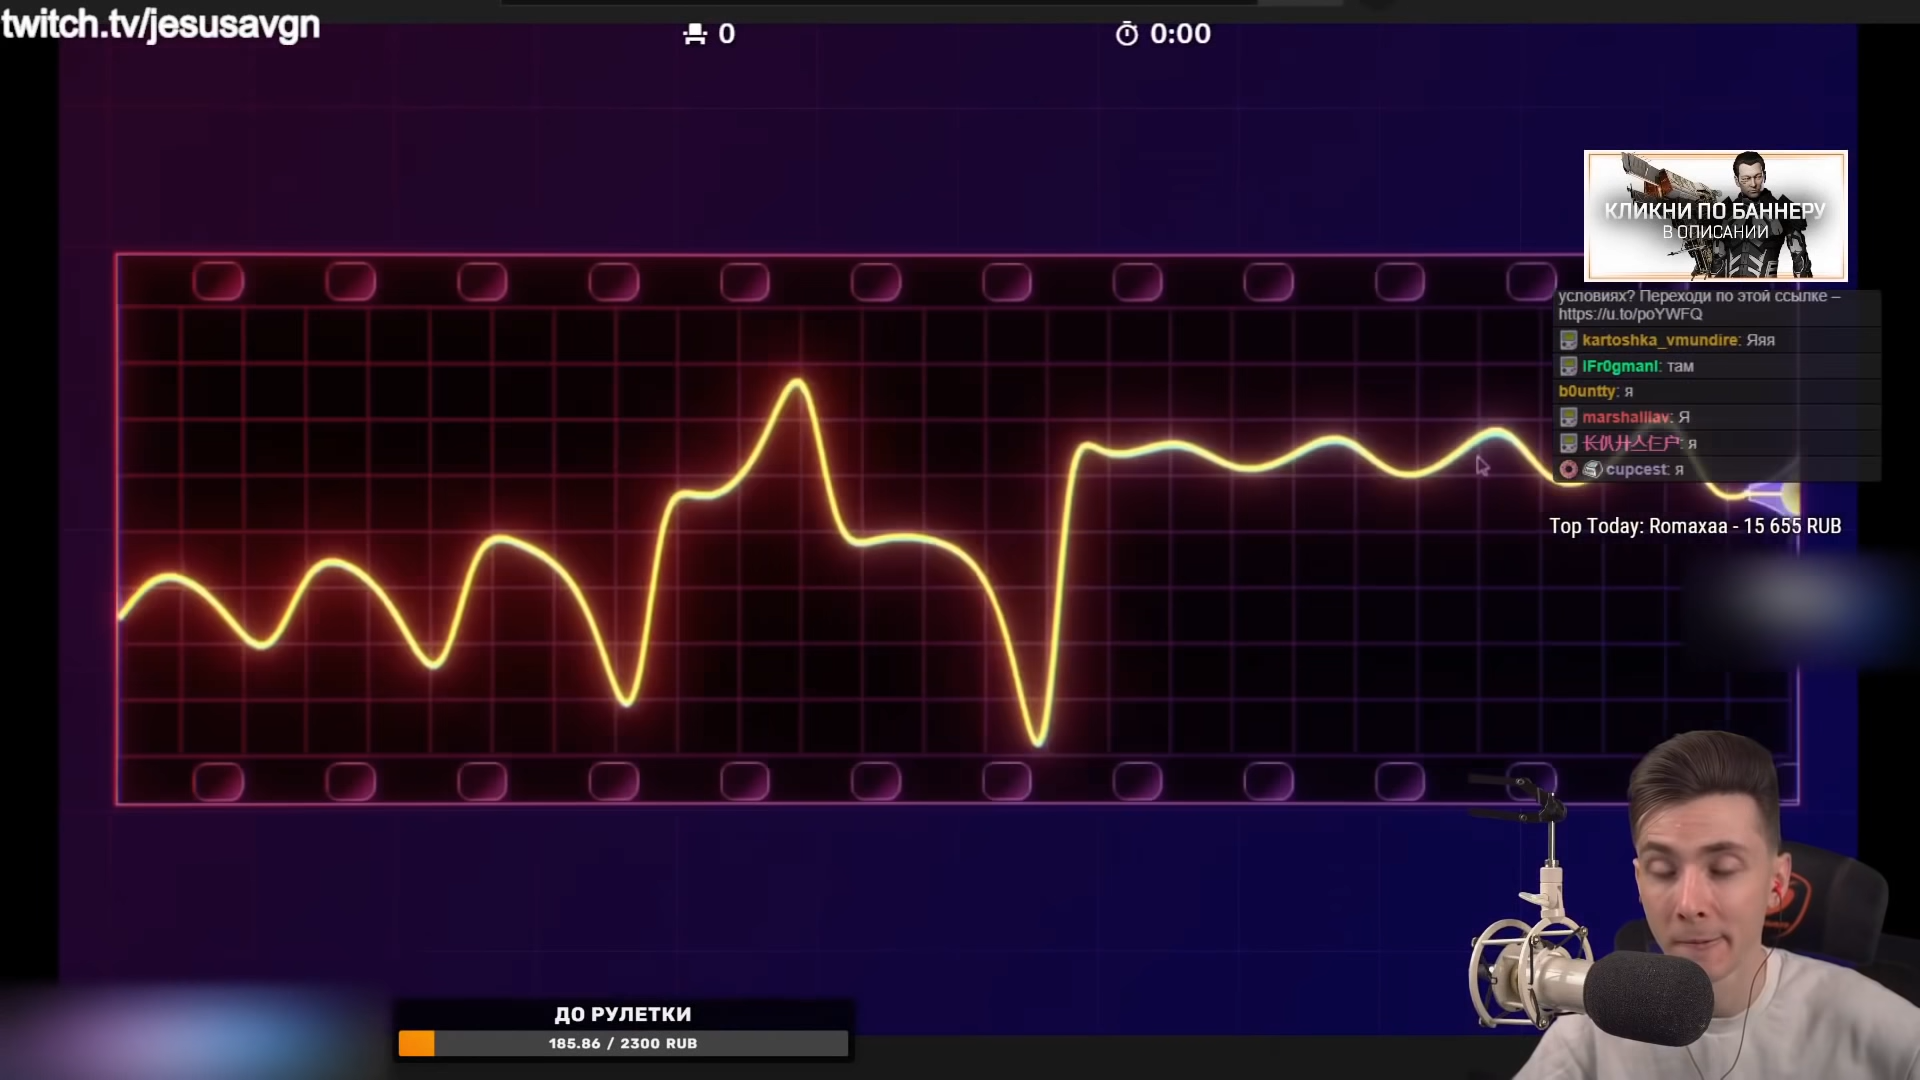 twitch.tv/jesusavgn
0
0:00
КЛИКНИ ПО БАННЕРУ
В ОПИСАНИИ
условиях? Переходи по этой ссылке –
https://u.to/poYWFQ
kartoshka_vmundire: Яяя
iFr0gmanI: там
b0untty: я
marshalllav: Я
: я
cupcest: я
Top Today: Romaxaa - 15 655 RUB
ДО РУЛЕТКИ
185.86 / 2300 RUB